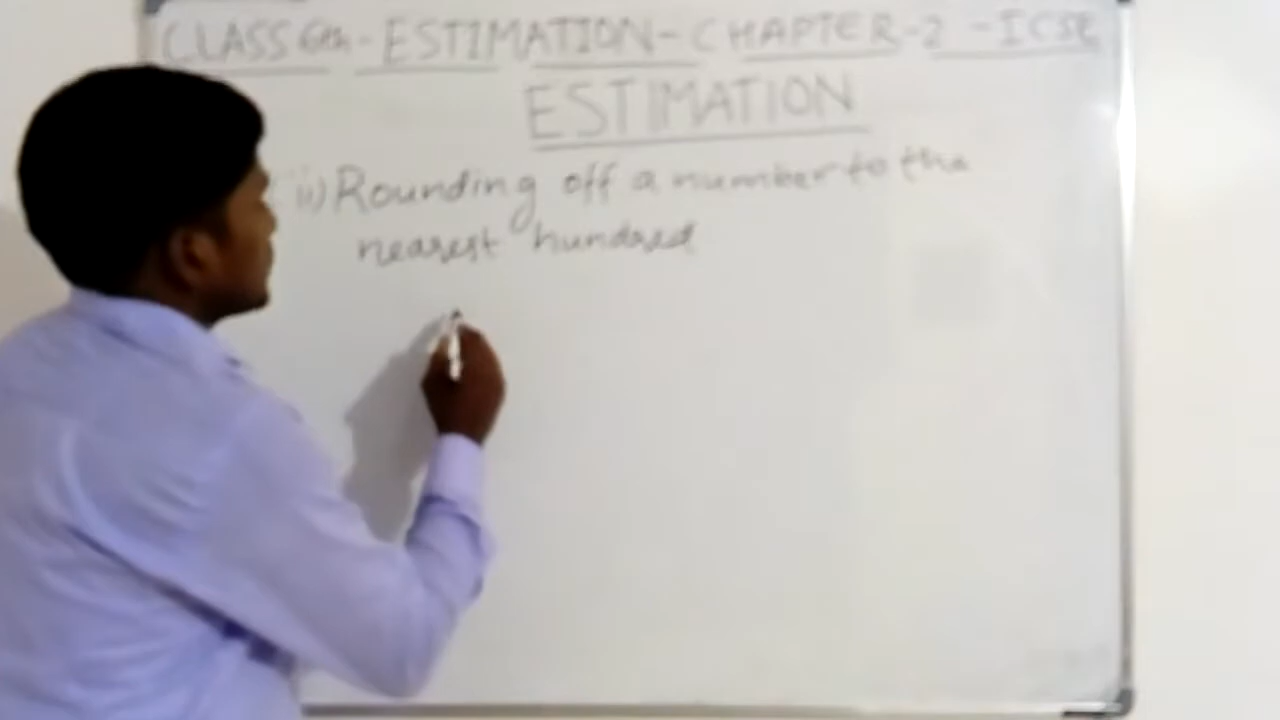 CLASS 6th - ESTIMATION - CHAPTER - 2 - ICSE
ESTIMATION
ii) Rounding off a number to the
nearest hundred